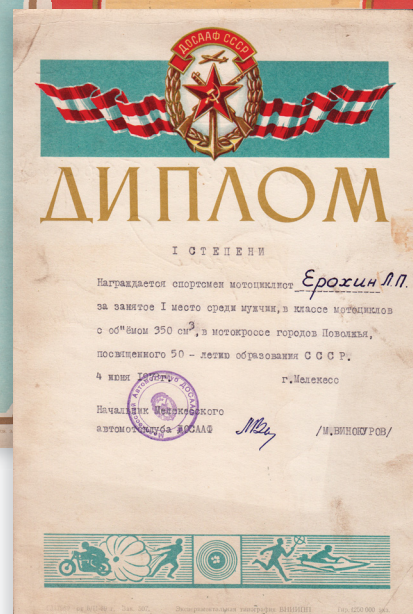 ДОСААФ СССР
ДИПЛОМ
I СТЕПЕНИ
Награждается спортсмен мотоциклист Ерохин Л.П.
за занятое I место среди мужчин, в классе мотоциклов
с об"ёмом 350 см3, в мотокроссе городов Поволжья,
посвященного 50 - летию образования С С С Р.
4 июня г. г.Мелекесс
Начальник Мелекесского
автомотоклуба ДОСААФ /М.ВИНОКУРОВ/